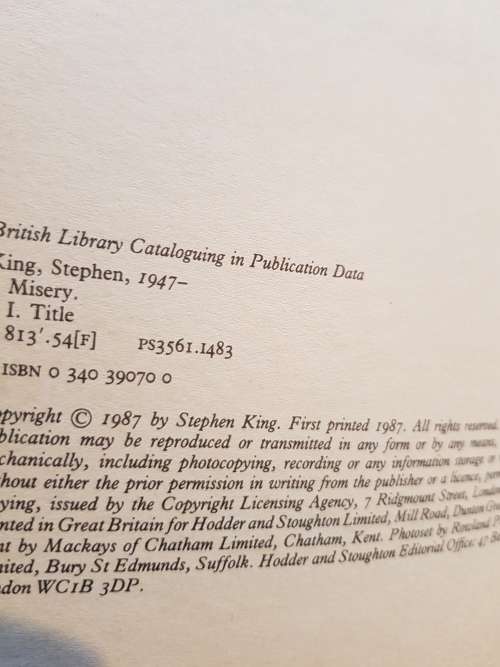 British Library Cataloguing in Publication Data
King, Stephen, 1947–
Misery.
I. Title
813'.54[F] PS3561.1483
ISBN 0 340 39070 0
opyright © 1987 by Stephen King. First printed 1987. All rights reserved.
blication may be reproduced or transmitted in any form or by any means,
chanically, including photocopying, recording or any information storage or
thout either the prior permission in writing from the publisher or a licence,
ying, issued by the Copyright Licensing Agency, 7 Ridgmount Street,
nted in Great Britain for Hodder and Stoughton Limited, Mill Road, Dunton
nt by Mackays of Chatham Limited, Chatham, Kent. Photoset by Rowland
ited, Bury St Edmunds, Suffolk. Hodder and Stoughton Editorial Office: 47
ndon WC1B 3DP.